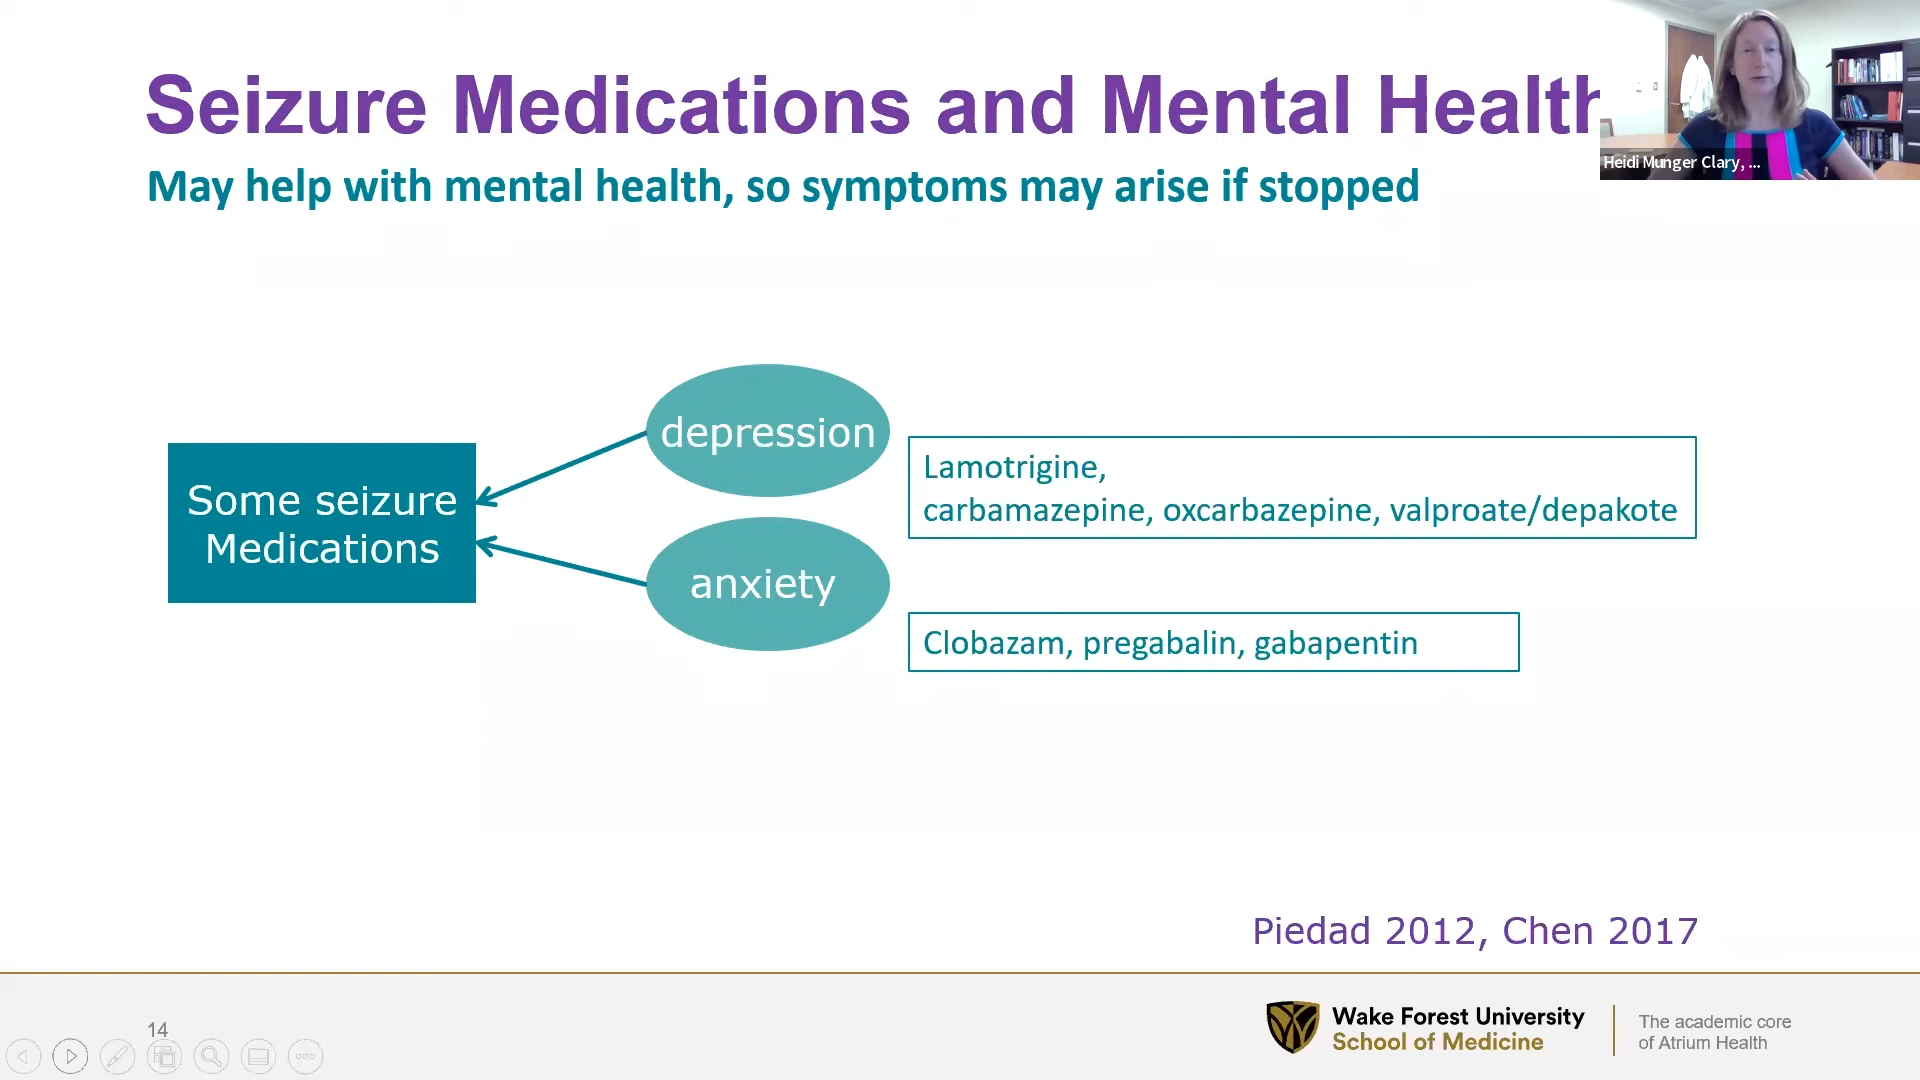 Seizure Medications and Mental Health
Heidi Munger Clary, ...
May help with mental health, so symptoms may arise if stopped
Some seizure
Medications
depression
anxiety
Lamotrigine,
carbamazepine, oxcarbazepine, valproate/depakote
Clobazam, pregabalin, gabapentin
Piedad 2012, Chen 2017
14
Wake Forest University
School of Medicine
The academic core
of Atrium Health